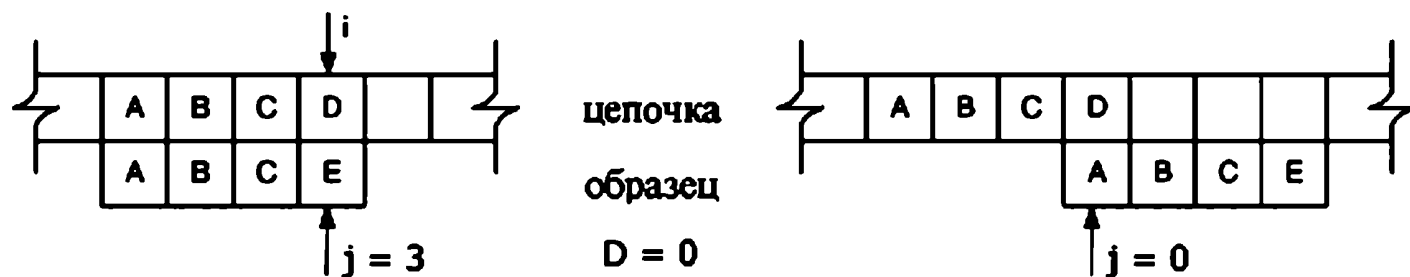 i
A B C D
A B C E
j = 3
цепочка
образец
D = 0
A B C D
A B C E
j = 0